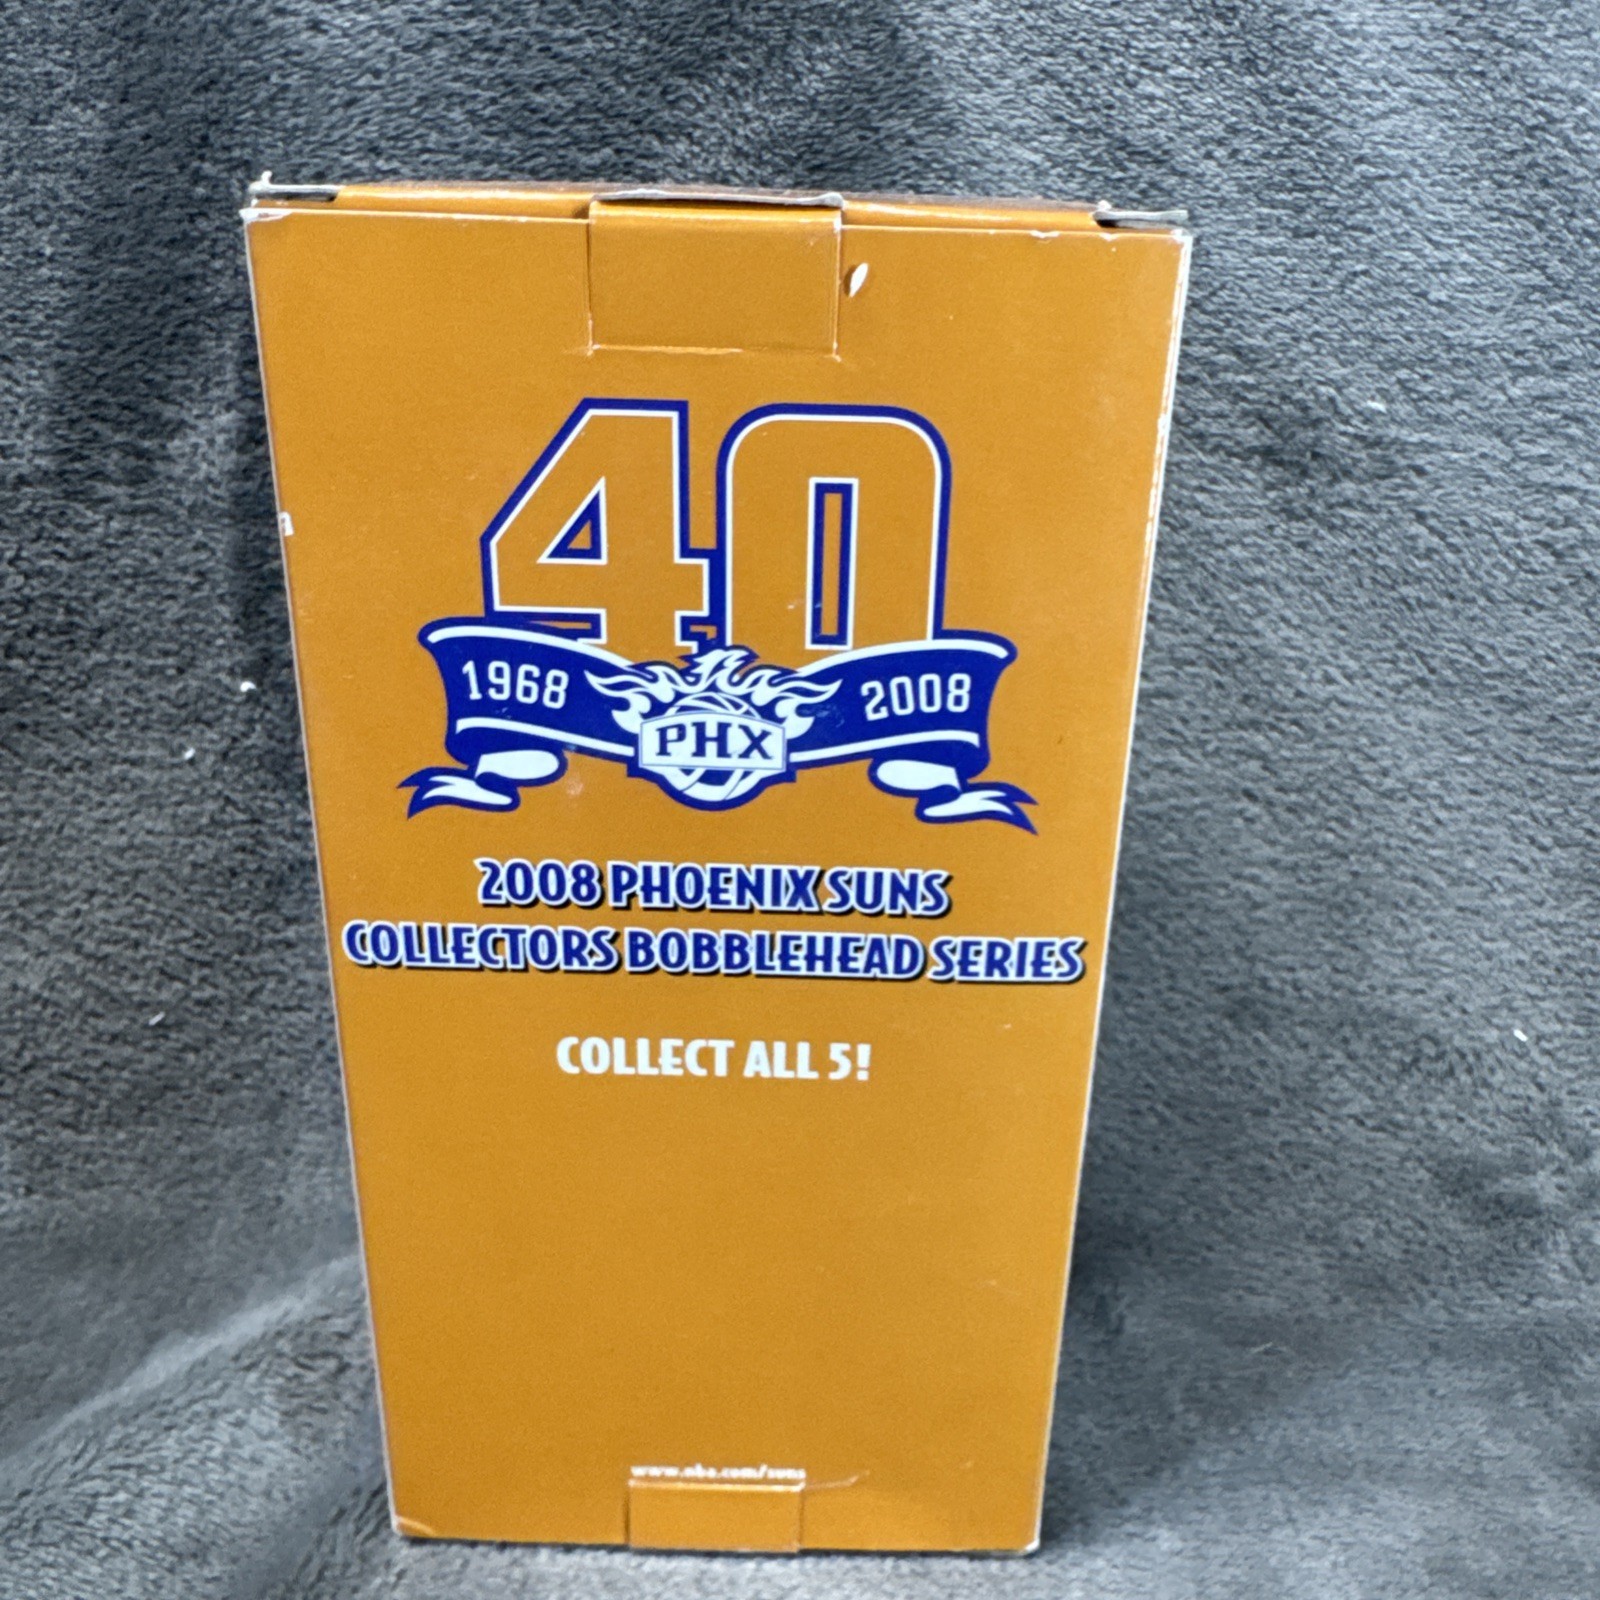 40
1968 PHX 2008
2008 PHOENIX SUNS
COLLECTORS BOBBLEHEAD SERIES
COLLECT ALL 5!
www.nba.com/suns